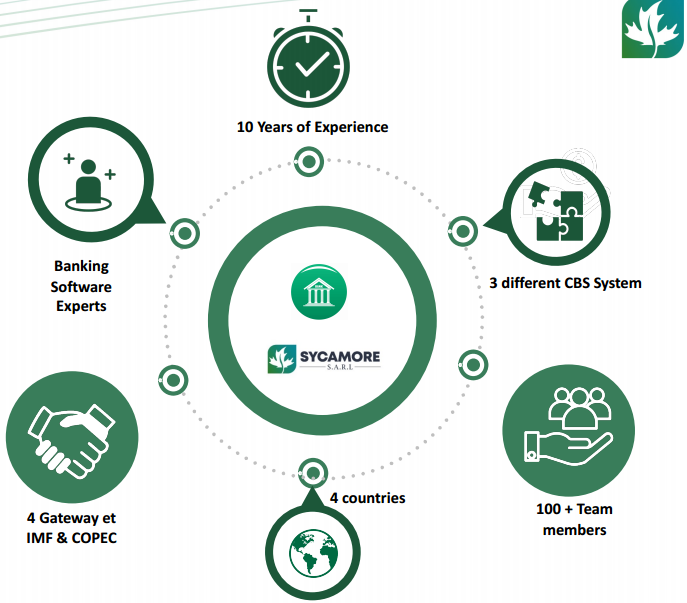 10 Years of Experience
Banking
Software
Experts
3 different CBS System
SYCAMORE
S.A.R.L
4 Gateway et
IMF & COPEC
4 countries
100 + Team
members